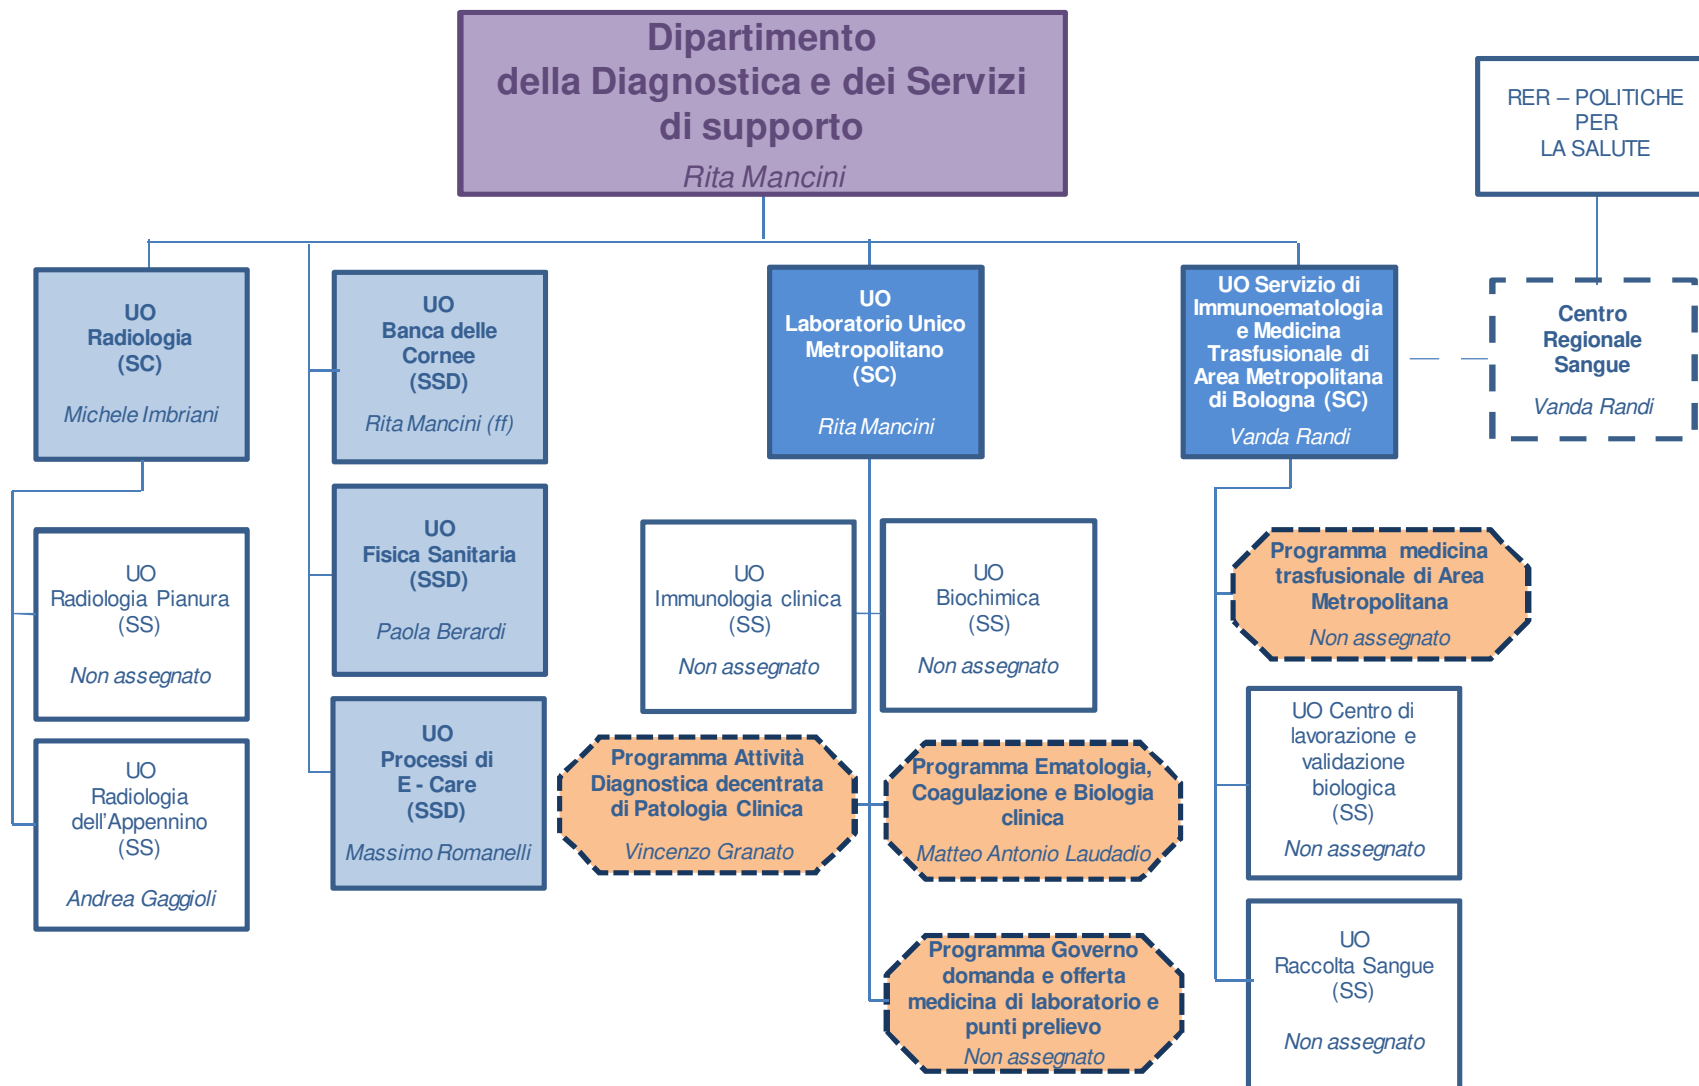 Dipartimento
della Diagnostica e dei Servizi
di supporto
Rita Mancini
RER – POLITICHE
PER
LA SALUTE
UO
Radiologia
(SC)
Michele Imbriani
UO
Banca delle
Cornee
(SSD)
Rita Mancini (ff)
UO
Laboratorio Unico
Metropolitano
(SC)
Rita Mancini
UO Servizio di
Immunoematologia
e Medicina
Trasfusionale di
Area Metropolitana
di Bologna (SC)
Vanda Randi
Centro
Regionale
Sangue
Vanda Randi
UO
Radiologia Pianura
(SS)
Non assegnato
UO
Fisica Sanitaria
(SSD)
Paola Berardi
UO
Immunologia clinica
(SS)
Non assegnato
UO
Biochimica
(SS)
Non assegnato
Programma medicina
trasfusionale di Area
Metropolitana
Non assegnato
UO
Radiologia
dell'Appennino
(SS)
Andrea Gaggioli
UO
Processi di
E - Care
(SSD)
Massimo Romanelli
Programma Attività
Diagnostica decentrata
di Patologia Clinica
Vincenzo Granato
Programma Ematologia,
Coagulazione e Biologia
clinica
Matteo Antonio Laudadio
UO Centro di
lavorazione e
validazione
biologica
(SS)
Non assegnato
Programma Governo
domanda e offerta
medicina di laboratorio e
punti prelievo
Non assegnato
UO
Raccolta Sangue
(SS)
Non assegnato